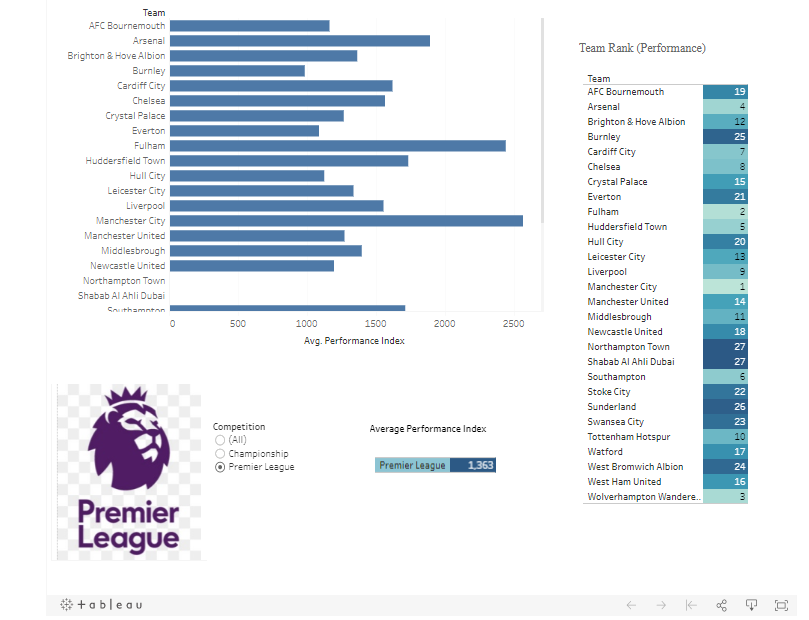 Team
AFC Bournemouth
Arsenal
Brighton & Hove Albion
Burnley
Cardiff City
Chelsea
Crystal Palace
Everton
Fulham
Huddersfield Town
Hull City
Leicester City
Liverpool
Manchester City
Manchester United
Middlesbrough
Newcastle United
Northampton Town
Shabab Al Ahli Dubai
Southampton
0 500 1000 1500 2000 2500
Avg. Performance Index
Team Rank (Performance)
Team
AFC Bournemouth 19
Arsenal 4
Brighton & Hove Albion 12
Burnley 25
Cardiff City 7
Chelsea 8
Crystal Palace 15
Everton 21
Fulham 2
Huddersfield Town 5
Hull City 20
Leicester City 13
Liverpool 9
Manchester City 1
Manchester United 14
Middlesbrough 11
Newcastle United 18
Northampton Town 27
Shabab Al Ahli Dubai 27
Southampton 6
Stoke City 22
Sunderland 26
Swansea City 23
Tottenham Hotspur 10
Watford 17
West Bromwich Albion 24
West Ham United 16
Wolverhampton Wandere.. 3
Premier
League
Competition
(All)
Championship
Premier League
Average Performance Index
Premier League 1,363
+ableau